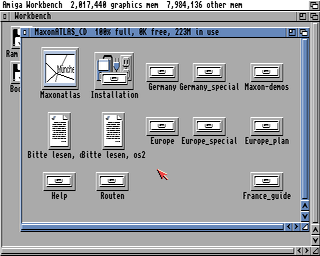 Amiga Workbench 2,017,440 graphics mem 7,984,136 other mem
Workbench
MaxonATLAS_CD 100% full, 0K free, 223M in use
Ram
Boo
Münche
Maxonatlas Installation Germany Germany_special Maxon-demos
Bitte lesen, Bitte lesen, os2 Europe Europe_special Europe_plan
Help Routen France_guide